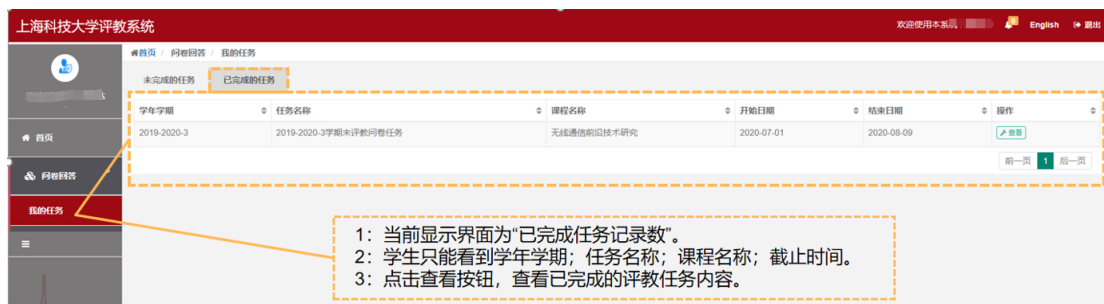 上海科技大学评教系统
欢迎使用本系统 English 退出
首页 / 问卷回答 / 我的任务
未完成的任务 已完成的任务
学年学期 任务名称 课程名称 开始日期 结束日期 操作
2019-2020-3 2019-2020-3学期末评教问卷任务 无线通信前沿技术研究 2020-07-01 2020-08-09 查看
前一页 1 后一页
首页
问卷回答
我的任务
1：当前显示界面为“已完成任务记录数”。
2：学生只能看到学年学期；任务名称；课程名称；截止时间。
3：点击查看按钮，查看已完成的评教任务内容。